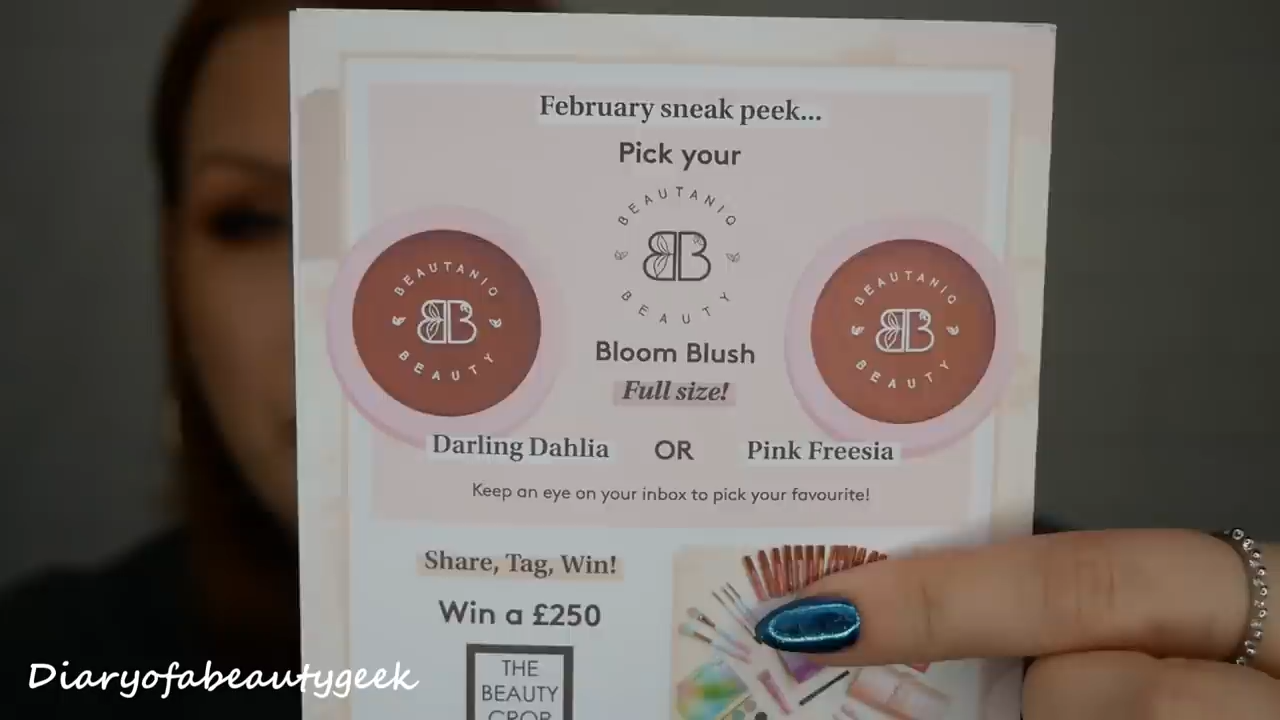 February sneak peek...
Pick your
BEAUTANIQ
BB
BEAUTY
BEAUTANIQ
BB
BEAUTY
BEAUTANIQ
BB
BEAUTY
Bloom Blush
Full size!
Darling Dahlia OR Pink Freesia
Keep an eye on your inbox to pick your favourite!
Share, Tag, Win!
Win a £250
THE
BEAUTY
CROP
Diaryofabeautygeek